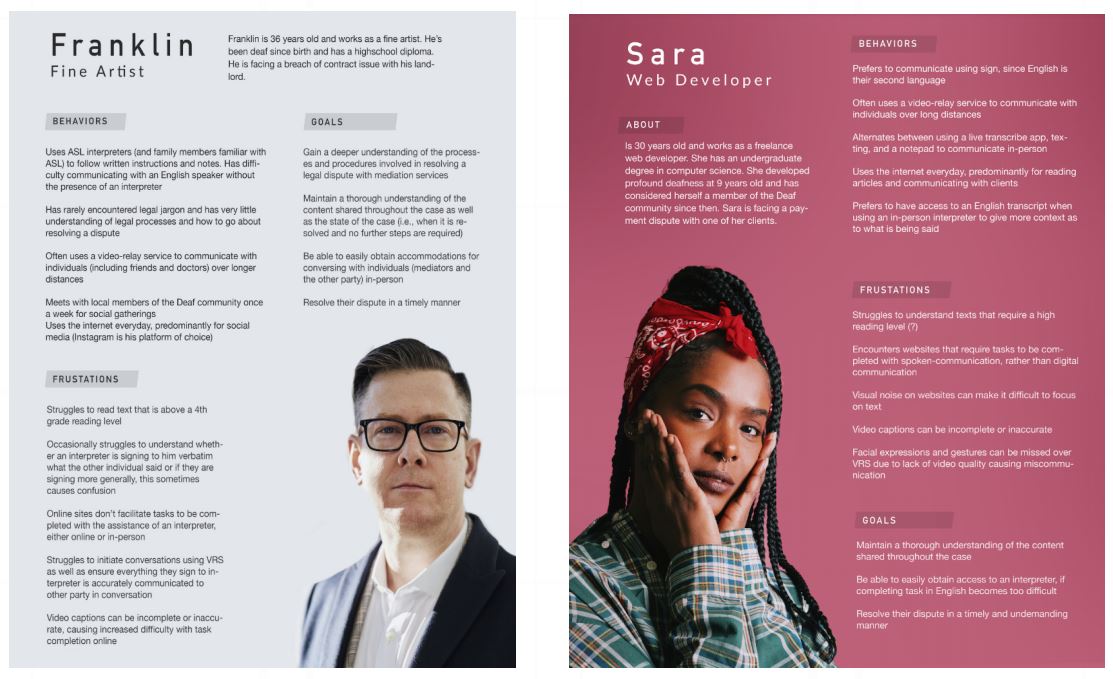 Franklin
Fine Artist
Franklin is 36 years old and works as a fine artist. He's
been deaf since birth and has a highschool diploma.
He is facing a breach of contract issue with his land-
lord.
BEHAVIORS
Uses ASL interpreters (and family members familiar with
ASL) to follow written instructions and notes. Has diffi-
culty communicating with an English speaker without
the presence of an interpreter
Has rarely encountered legal jargon and has very little
understanding of legal processes and how to go about
resolving a dispute
Often uses a video-relay service to communicate with
individuals (including friends and doctors) over longer
distances
Meets with local members of the Deaf community once
a week for social gatherings
Uses the internet everyday, predominantly for social
media (Instagram is his platform of choice)
FRUSTATIONS
Struggles to read text that is above a 4th
grade reading level
Occasionally struggles to understand wheth-
er an interpreter is signing to him verbatim
what the other individual said or if they are
signing more generally, this sometimes
causes confusion
Online sites don't facilitate tasks to be com-
pleted with the assistance of an interpreter,
either online or in-person
Struggles to initiate conversations using VRS
as well as ensure everything they sign to in-
terpreter is accurately communicated to
other party in conversation
Video captions can be incomplete or inaccu-
rate, causing increased difficulty with task
completion online
GOALS
Gain a deeper understanding of the process-
es and procedures involved in resolving a
legal dispute with mediation services
Maintain a thorough understanding of the
content shared throughout the case as well
as the state of the case (i.e., when it is re-
solved and no further steps are required)
Be able to easily obtain accommodations for
conversing with individuals (mediators and
the other party) in-person
Resolve their dispute in a timely manner
Sara
Web Developer
ABOUT
Is 30 years old and works as a freelance
web developer. She has an undergraduate
degree in computer science. She developed
profound deafness at 9 years old and has
considered herself a member of the Deaf
community since then. Sara is facing a pay-
ment dispute with one of her clients.
BEHAVIORS
Prefers to communicate using sign, since English is
their second language
Often uses a video-relay service to communicate with
individuals over long distances
Alternates between using a live transcribe app, tex-
ting, and a notepad to communicate in-person
Uses the internet everyday, predominantly for reading
articles and communicating with clients
Prefers to have access to an English transcript when
using an in-person interpreter to give more context as
to what is being said
FRUSTATIONS
Struggles to understand texts that require a high
reading level (?)
Encounters websites that require tasks to be com-
pleted with spoken-communication, rather than digital
communication
Visual noise on websites can make it difficult to focus
on text
Video captions can be incomplete or inaccurate
Facial expressions and gestures can be missed over
VRS due to lack of video quality causing miscommu-
nication
GOALS
Maintain a thorough understanding of the content
shared throughout the case
Be able to easily obtain access to an interpreter, if
completing task in English becomes too difficult
Resolve their dispute in a timely and undemanding
manner